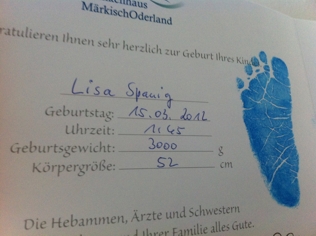 MärkischOderland
ratulieren Ihnen sehr herzlich zur Geburt Ihres Kin
Lisa Spanig
Geburtstag: 15.03.2012
Uhrzeit: 1:45
Geburtsgewicht: 3000 g
Körpergröße: 52 cm
Die Hebammen, Ärzte und Schwestern
Ihrer Familie alles Gute.